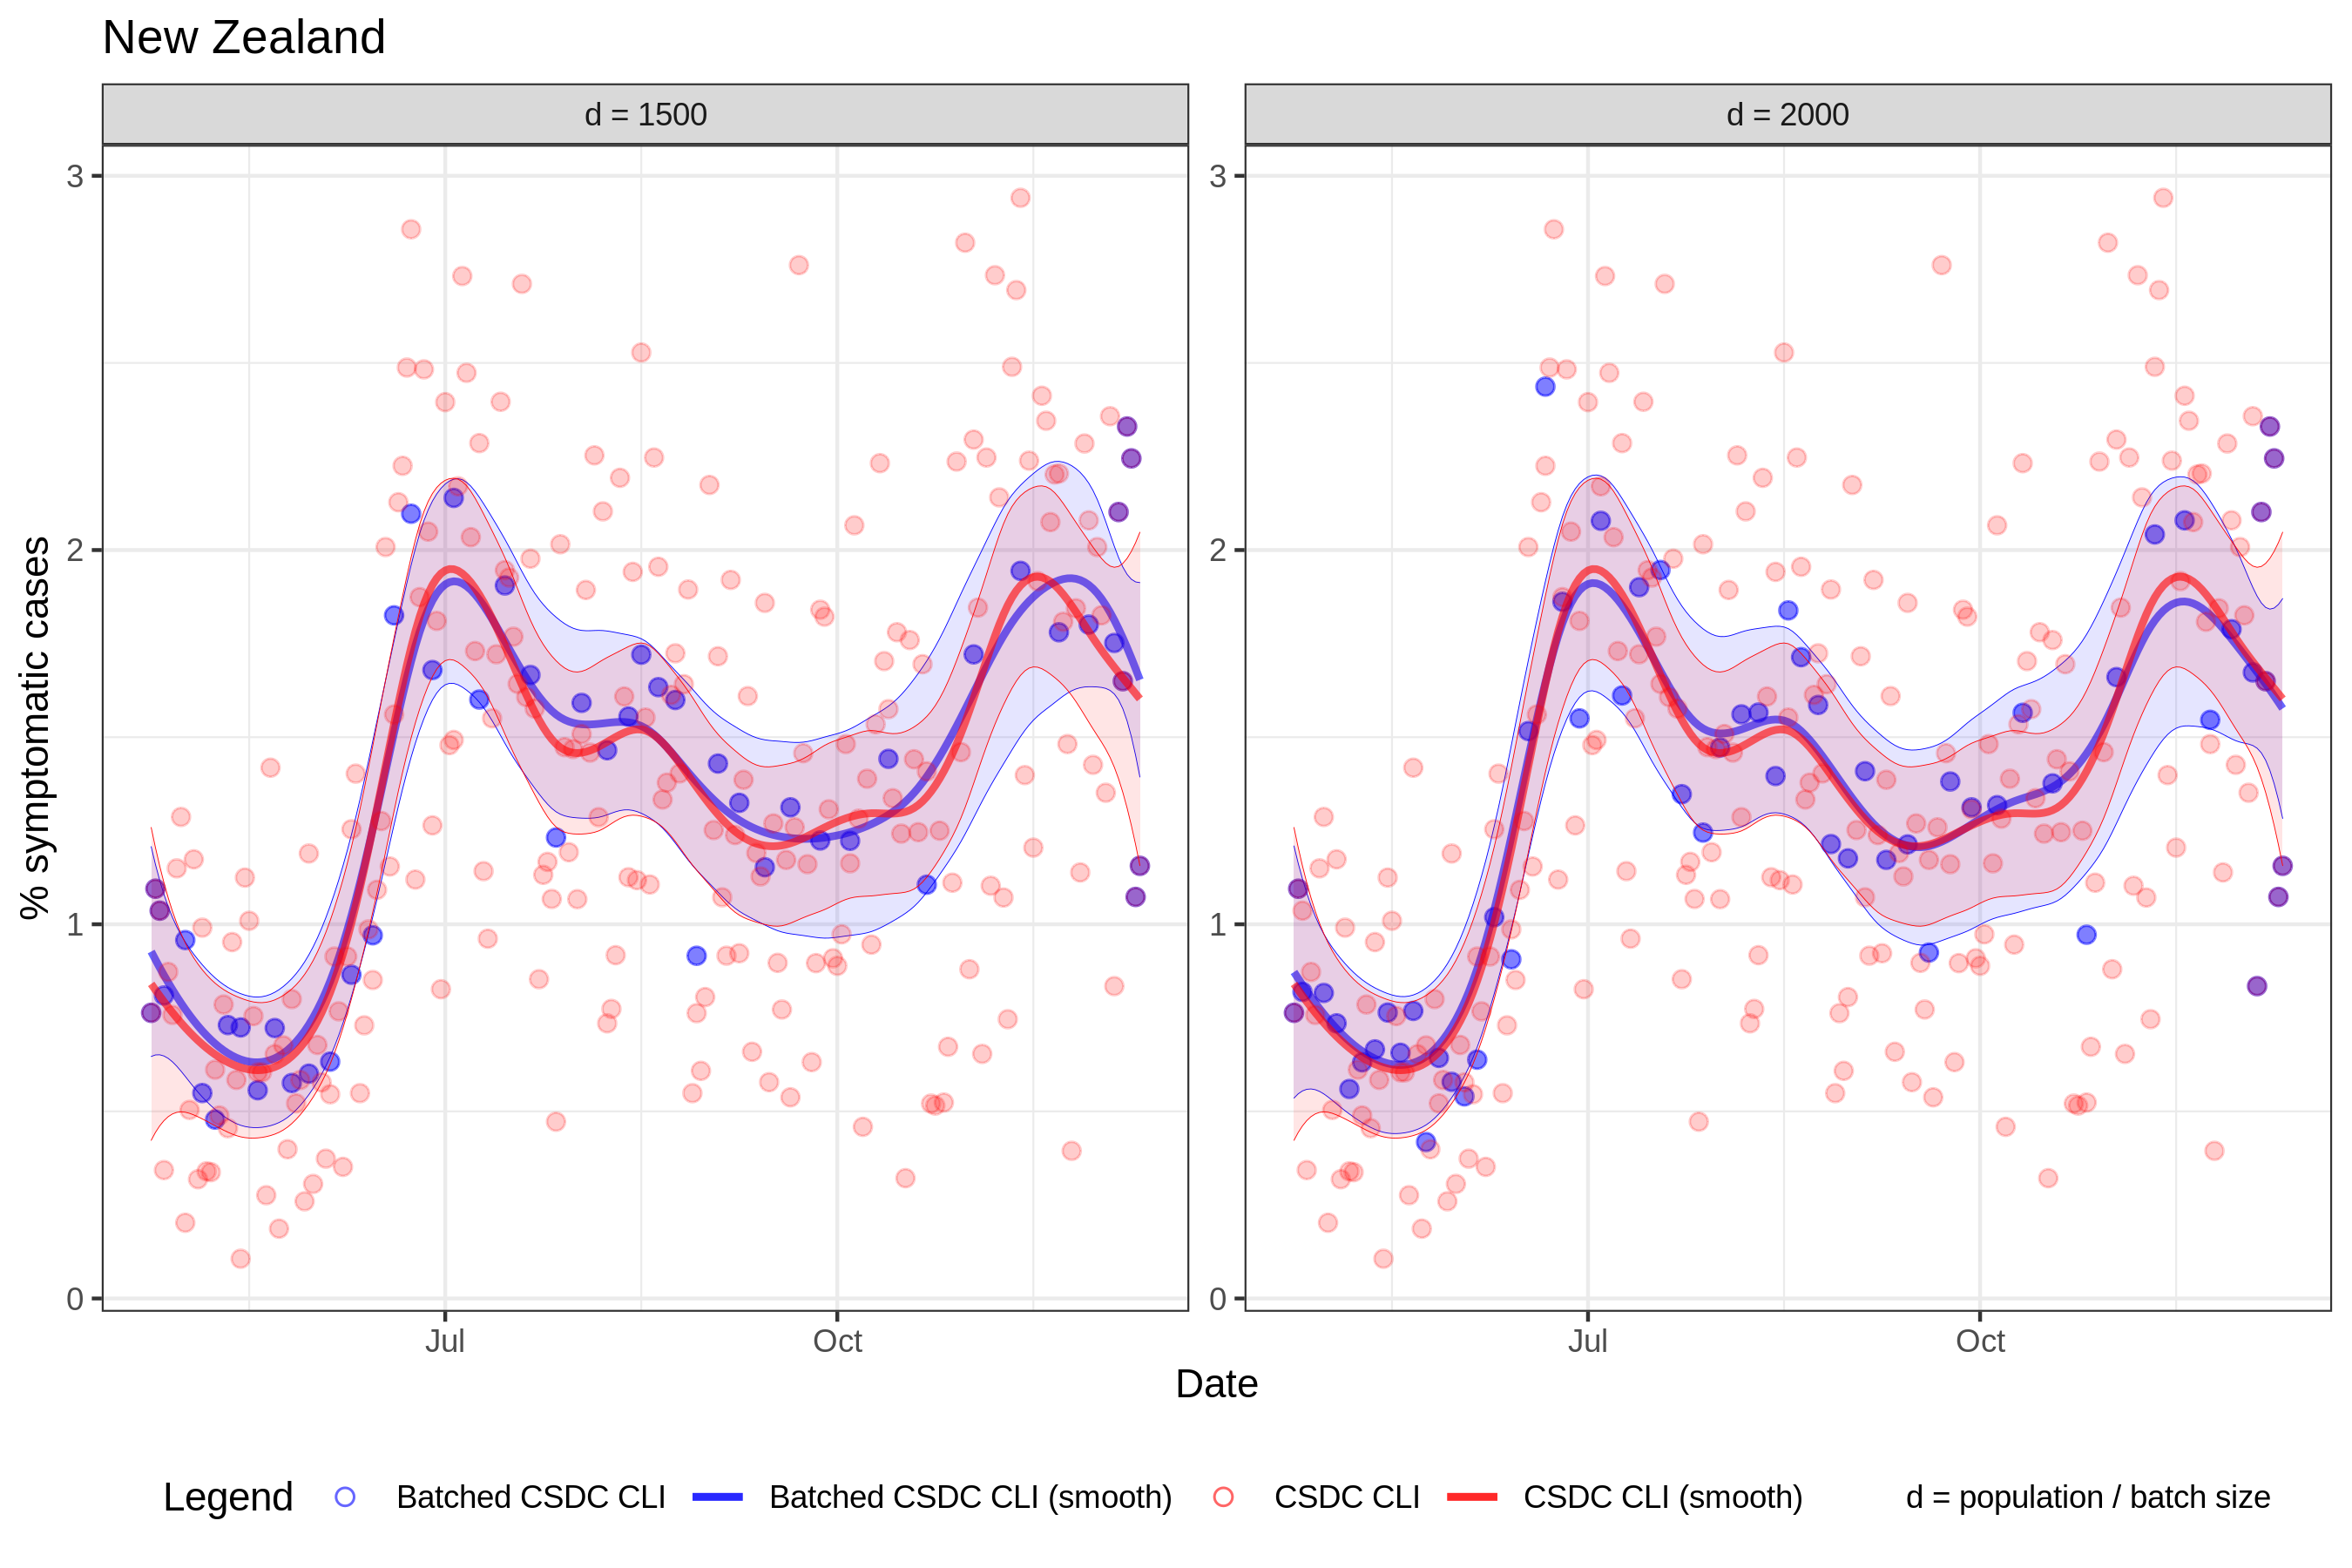 New Zealand
d = 1500
d = 2000
% symptomatic cases
3
2
1
0
3
2
1
0
Jul
Oct
Jul
Oct
Date
Legend Batched CSDC CLI Batched CSDC CLI (smooth) CSDC CLI CSDC CLI (smooth) d = population / batch size